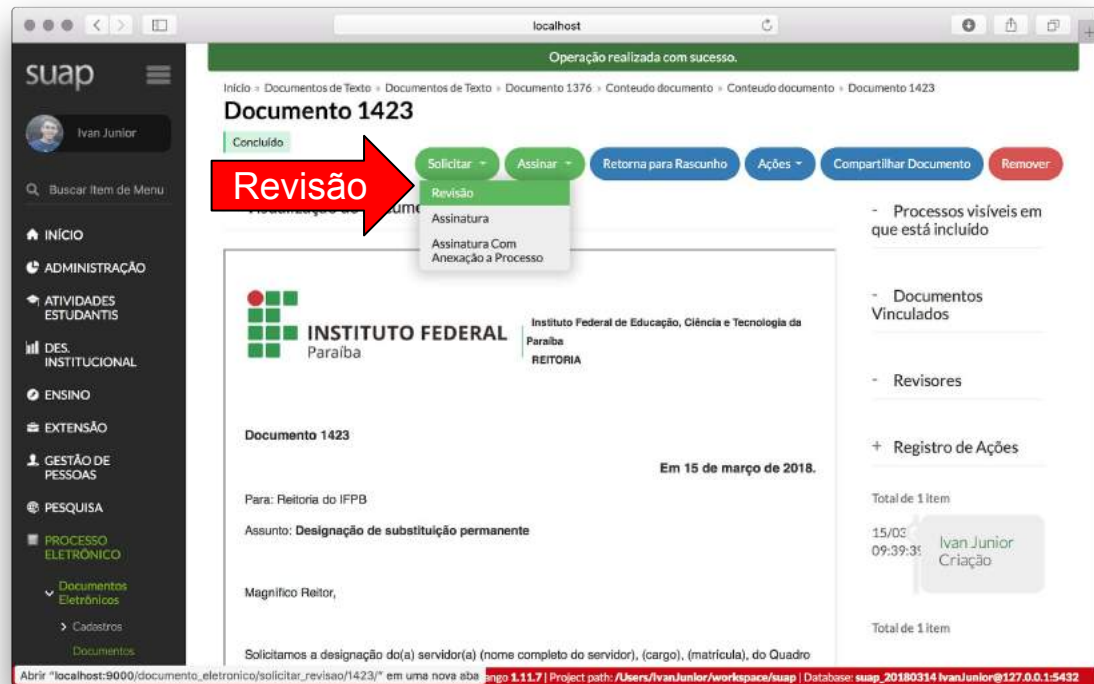 localhost
Operação realizada com sucesso.
suap
Início » Documentos de Texto » Documentos de Texto » Documento 1376 » Conteudo documento » Conteudo documento » Documento 1423
Documento 1423
Ivan Junior
Concluído
Solicitar
Assinar
Retorna para Rascunho
Ações
Compartilhar Documento
Remover
Revisão
Buscar Item de Menu
Revisão
Assinatura
Assinatura Com
Anexação a Processo
- Processos visíveis em
que está incluído
INÍCIO
ADMINISTRAÇÃO
ATIVIDADES
ESTUDANTIS
DES.
INSTITUCIONAL
ENSINO
EXTENSÃO
GESTÃO DE
PESSOAS
PESQUISA
PROCESSO
ELETRÔNICO
Documentos
Eletrônicos
Cadastros
Documentos
INSTITUTO FEDERAL
Paraíba
Instituto Federal de Educação, Ciência e Tecnologia da
Paraíba
REITORIA
Documento 1423
Em 15 de março de 2018.
Para: Reitoria do IFPB
Assunto: Designação de substituição permanente
Magnífico Reitor,
Solicitamos a designação do(a) servidor(a) (nome completo do servidor), (cargo), (matrícula), do Quadro
- Documentos
Vinculados
- Revisores
+ Registro de Ações
Total de 1 item
15/03
09:39:39
Ivan Junior
Criação
Total de 1 item
Abrir "localhost:9000/documento_eletronico/solicitar_revisao/1423/" em uma nova aba
ango 1.11.7 | Project path: /Users/IvanJunior/workspace/suap | Database: suap_20180314 IvanJunior@127.0.0.1:5432